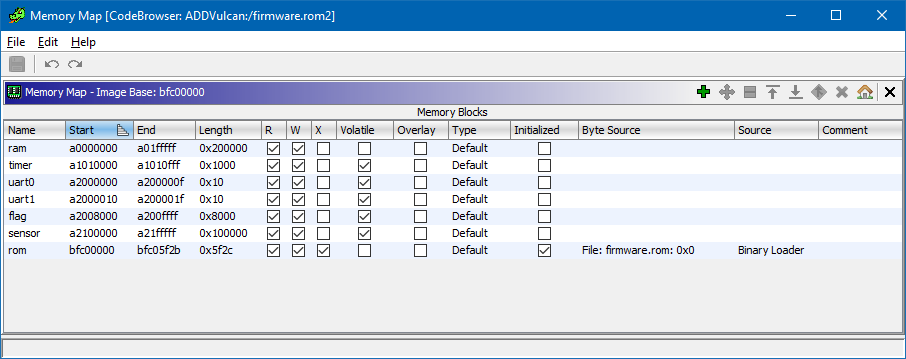 Memory Map [CodeBrowser: ADDVulcan:/firmware.rom2]
File Edit Help
Memory Map - Image Base: bfc00000
Memory Blocks
Name Start End Length R W X Volatile Overlay Type Initialized Byte Source Source Comment
ram a0000000 a01fffff 0x200000 Default
timer a1010000 a1010fff 0x1000 Default
uart0 a2000000 a200000f 0x10 Default
uart1 a2000010 a200001f 0x10 Default
flag a2008000 a200ffff 0x8000 Default
sensor a2100000 a21fffff 0x100000 Default
rom bfc00000 bfc05f2b 0x5f2c Default File: firmware.rom: 0x0 Binary Loader